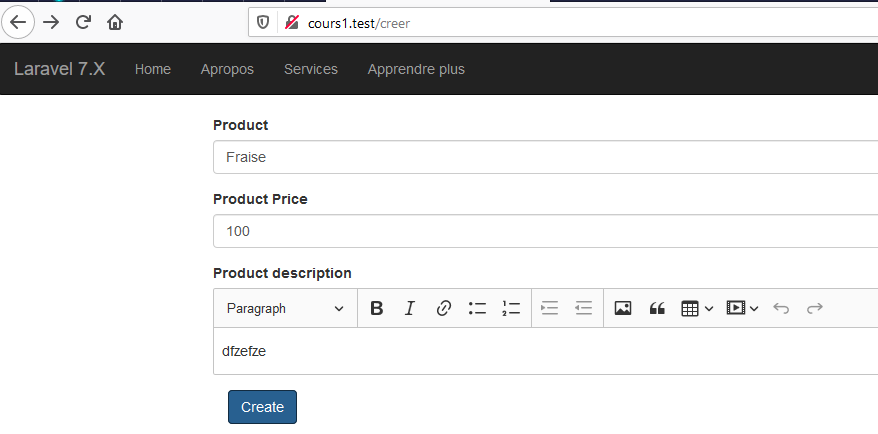 cours1.test/creer
Laravel 7.X Home Apropos Services Apprendre plus
Product
Fraise
Product Price
100
Product description
Paragraph
dfzefze
Create